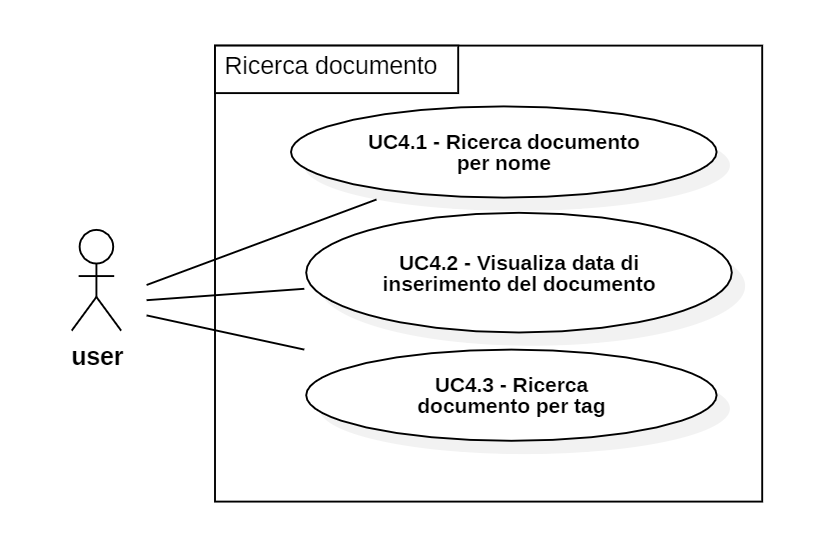 Ricerca documento
UC4.1 - Ricerca documento
per nome
UC4.2 - Visualiza data di
inserimento del documento
user
UC4.3 - Ricerca
documento per tag